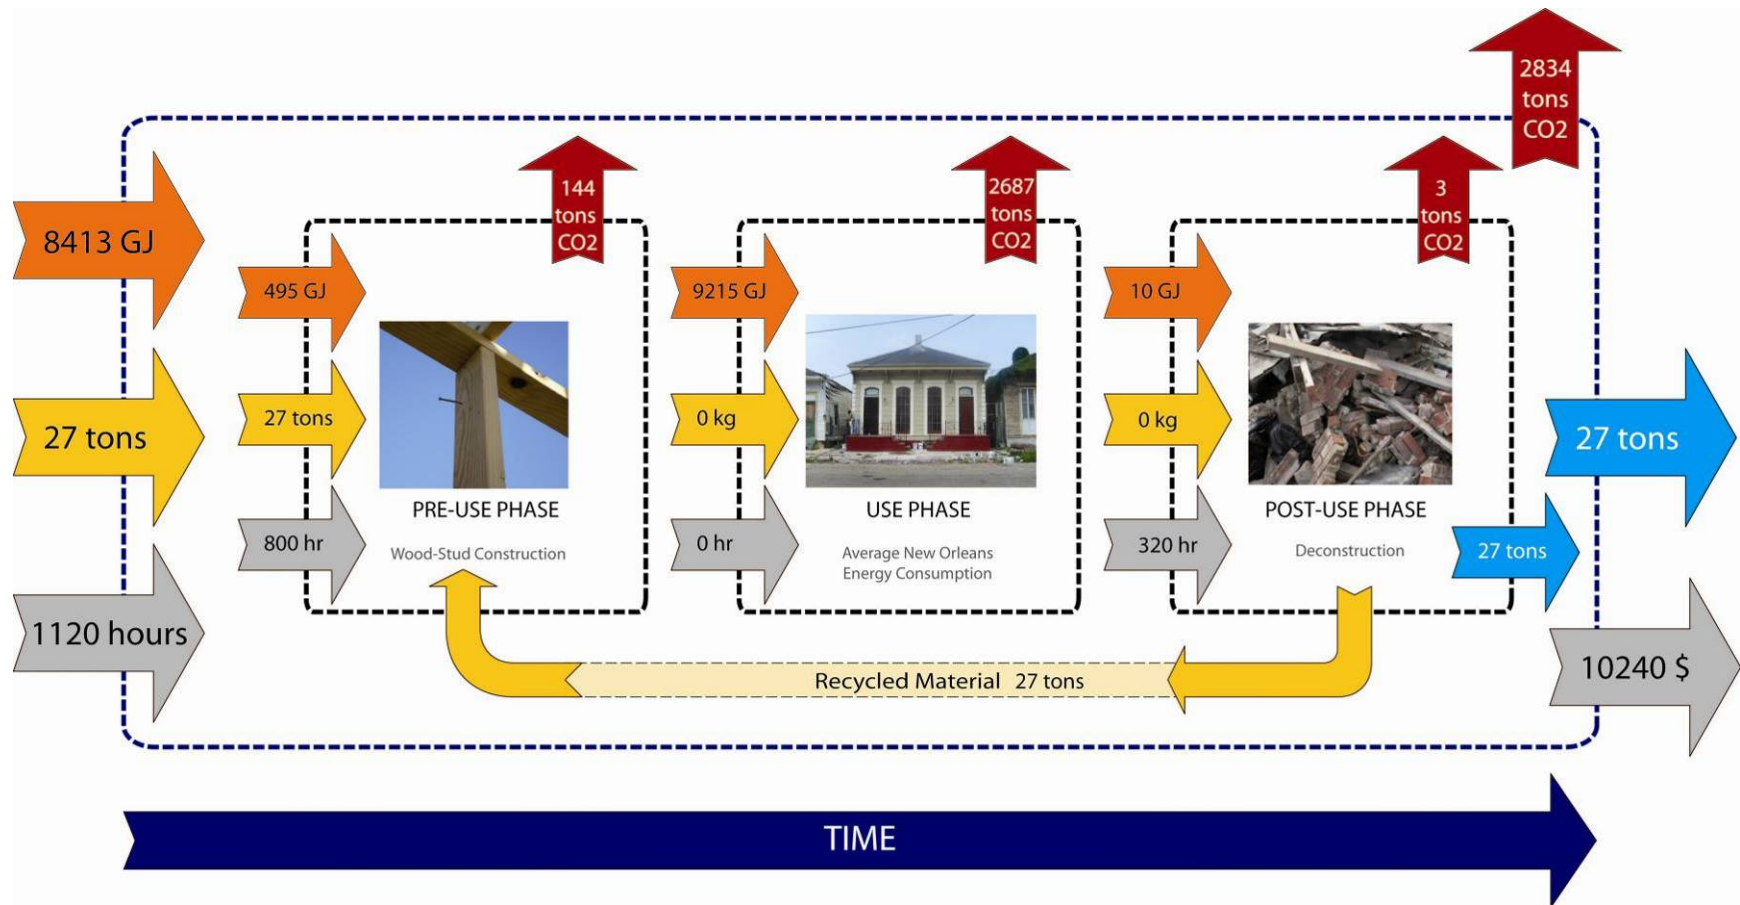 2834
tons
CO2
144
tons
CO2
2687
tons
CO2
3
tons
CO2
8413 GJ
495 GJ
9215 GJ
10 GJ
27 tons
27 tons
0 kg
0 kg
27 tons
PRE-USE PHASE
USE PHASE
POST-USE PHASE
800 hr
Wood-Stud Construction
0 hr
Average New Orleans
Energy Consumption
320 hr
Deconstruction
27 tons
1120 hours
Recycled Material 27 tons
10240 $
TIME